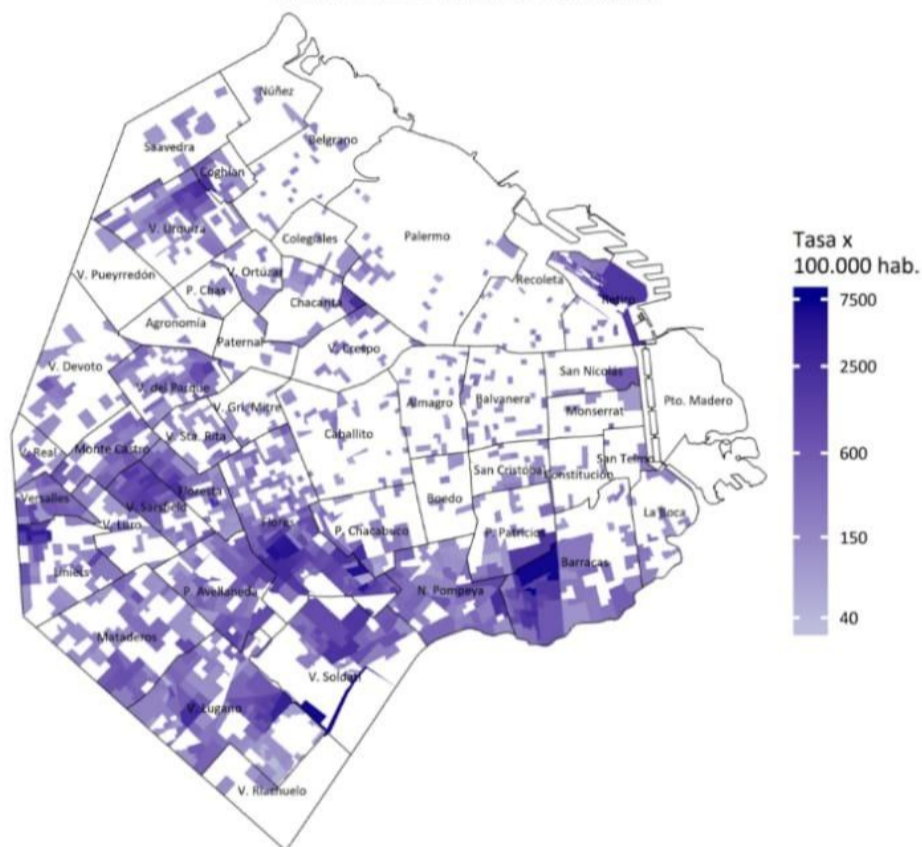 Núñez
Belgrano
Saavedra
Coghlan
V. Urquiza
Colegiales
Palermo
V. Pueyrredón
V. Ortúzar
P. Chas
Chacarita
Recoleta
Retiro
Agronomía
Paternal
V. Crespo
V. Devoto
V. del Parque
San Nicolás
Almagro
Balvanera
Monserrat
Pto. Madero
V. Grl. Mitre
V. Sta. Rita
Caballito
V. Real
Monte Castro
San Telmo
San Cristóbal
Constitución
Versalles
Floresta
V. Sarsfield
Boedo
La Boca
V. Luro
Flores
P. Chacabuco
P. Patricios
Barracas
Liniers
P. Avellaneda
N. Pompeya
Mataderos
V. Soldati
V. Lugano
V. Riachuelo
Tasa x
100.000 hab.
7500
2500
600
150
40